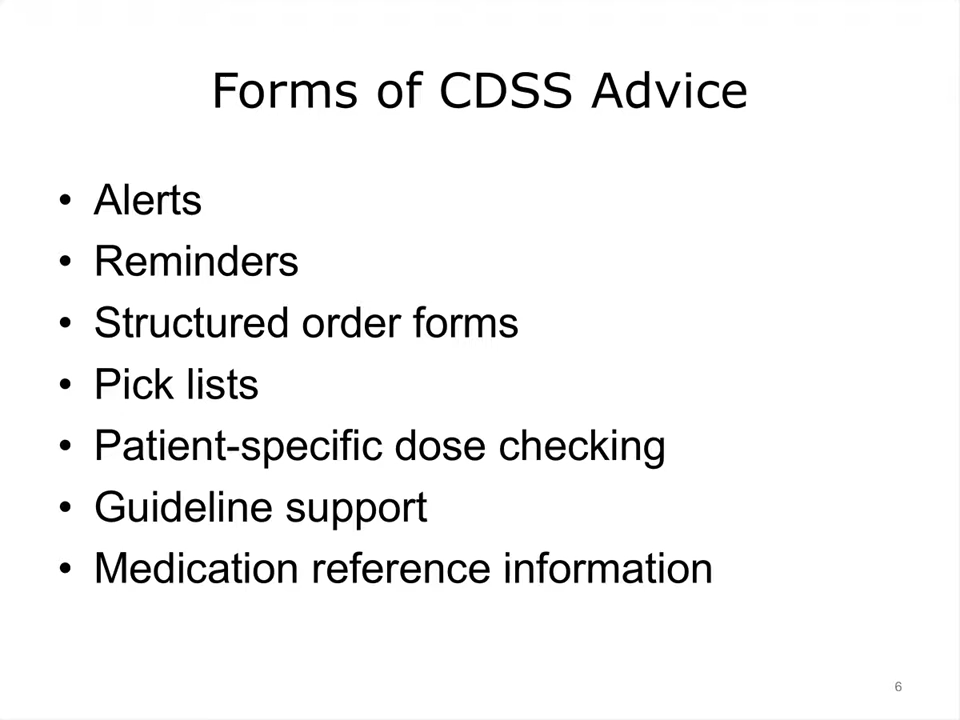 Forms of CDSS Advice
• Alerts
• Reminders
• Structured order forms
• Pick lists
• Patient-specific dose checking
• Guideline support
• Medication reference information
6